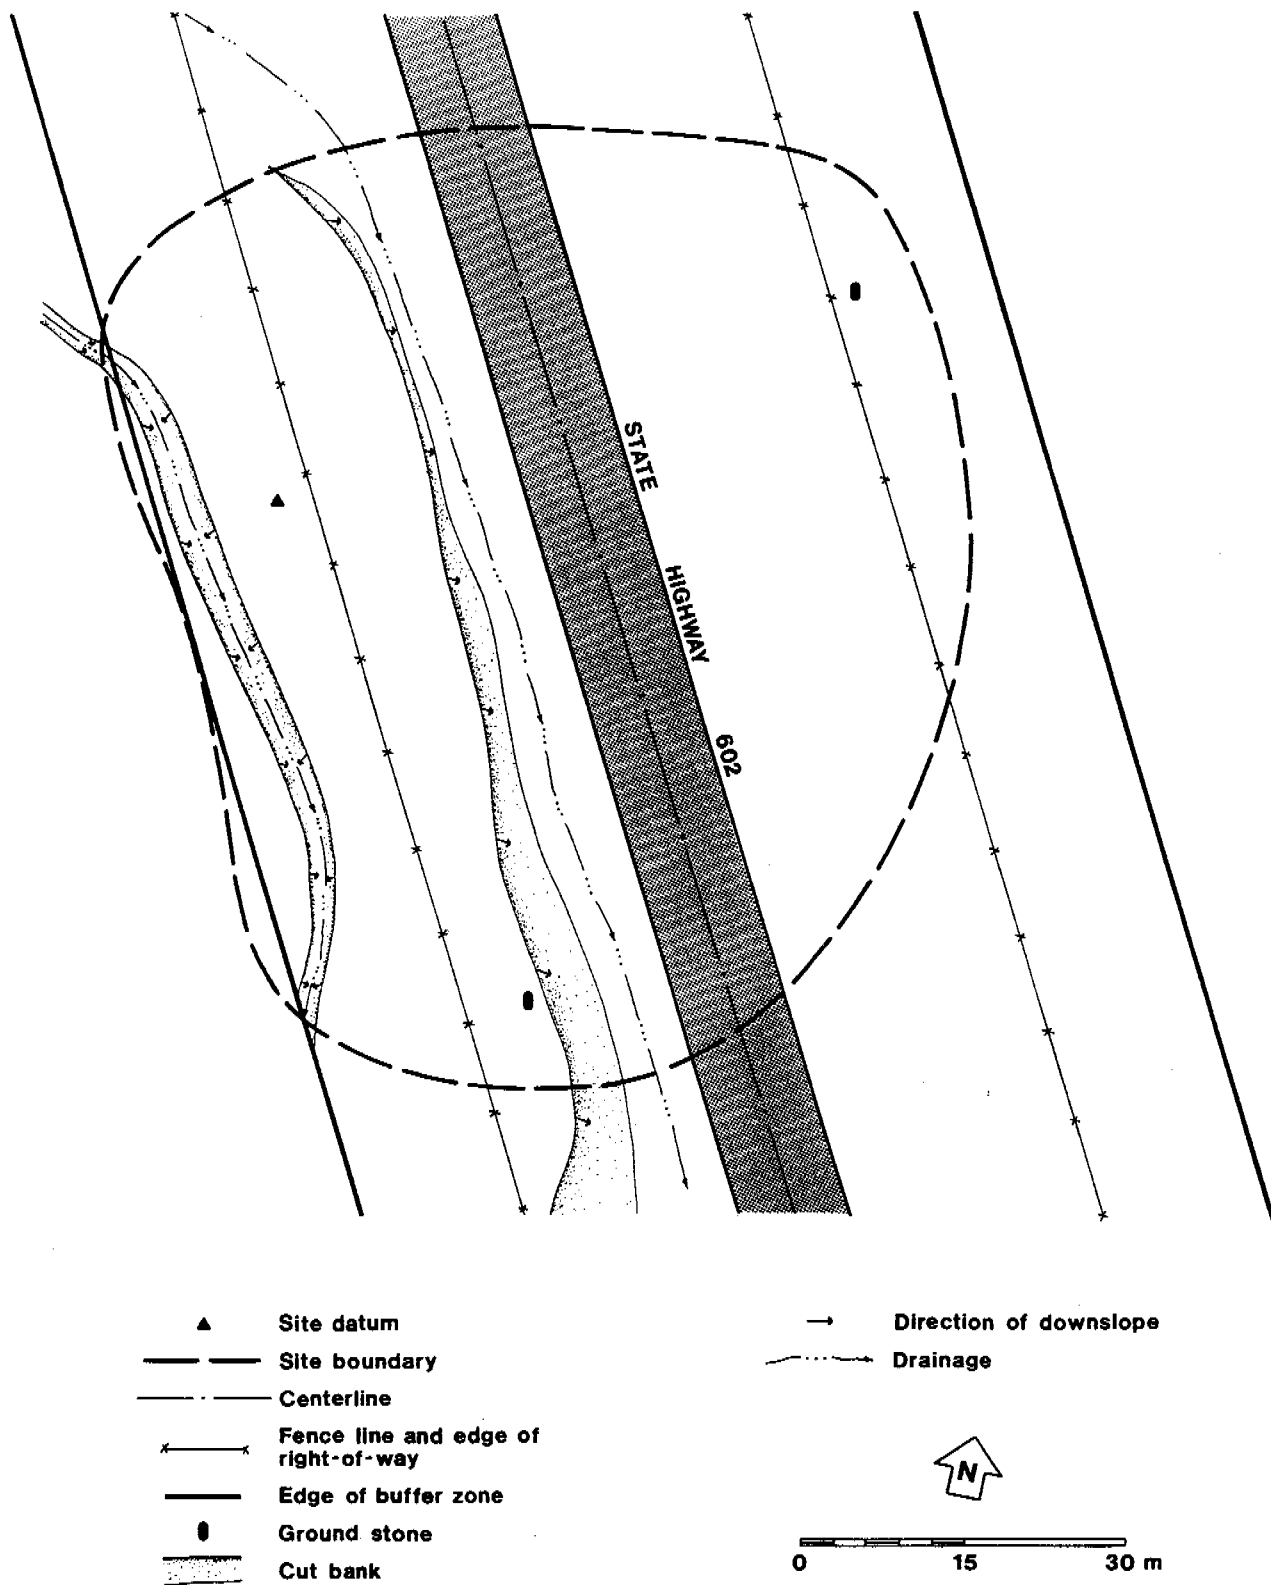 STATE
HIGHWAY
602
Site datum
Site boundary
Centerline
Fence line and edge of
right-of-way
Edge of buffer zone
Ground stone
Cut bank
Direction of downslope
Drainage
N
0 15 30 m